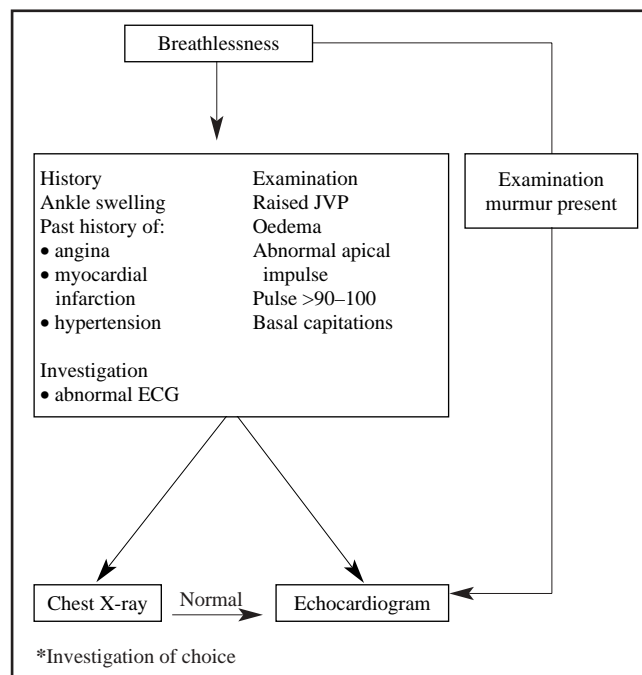 Breathlessness
History
Ankle swelling
Past history of:
• angina
• myocardial
infarction
• hypertension
Investigation
• abnormal ECG
Examination
Raised JVP
Oedema
Abnormal apical
impulse
Pulse >90–100
Basal capitations
Examination
murmur present
Chest X-ray
Normal
Echocardiogram
*Investigation of choice